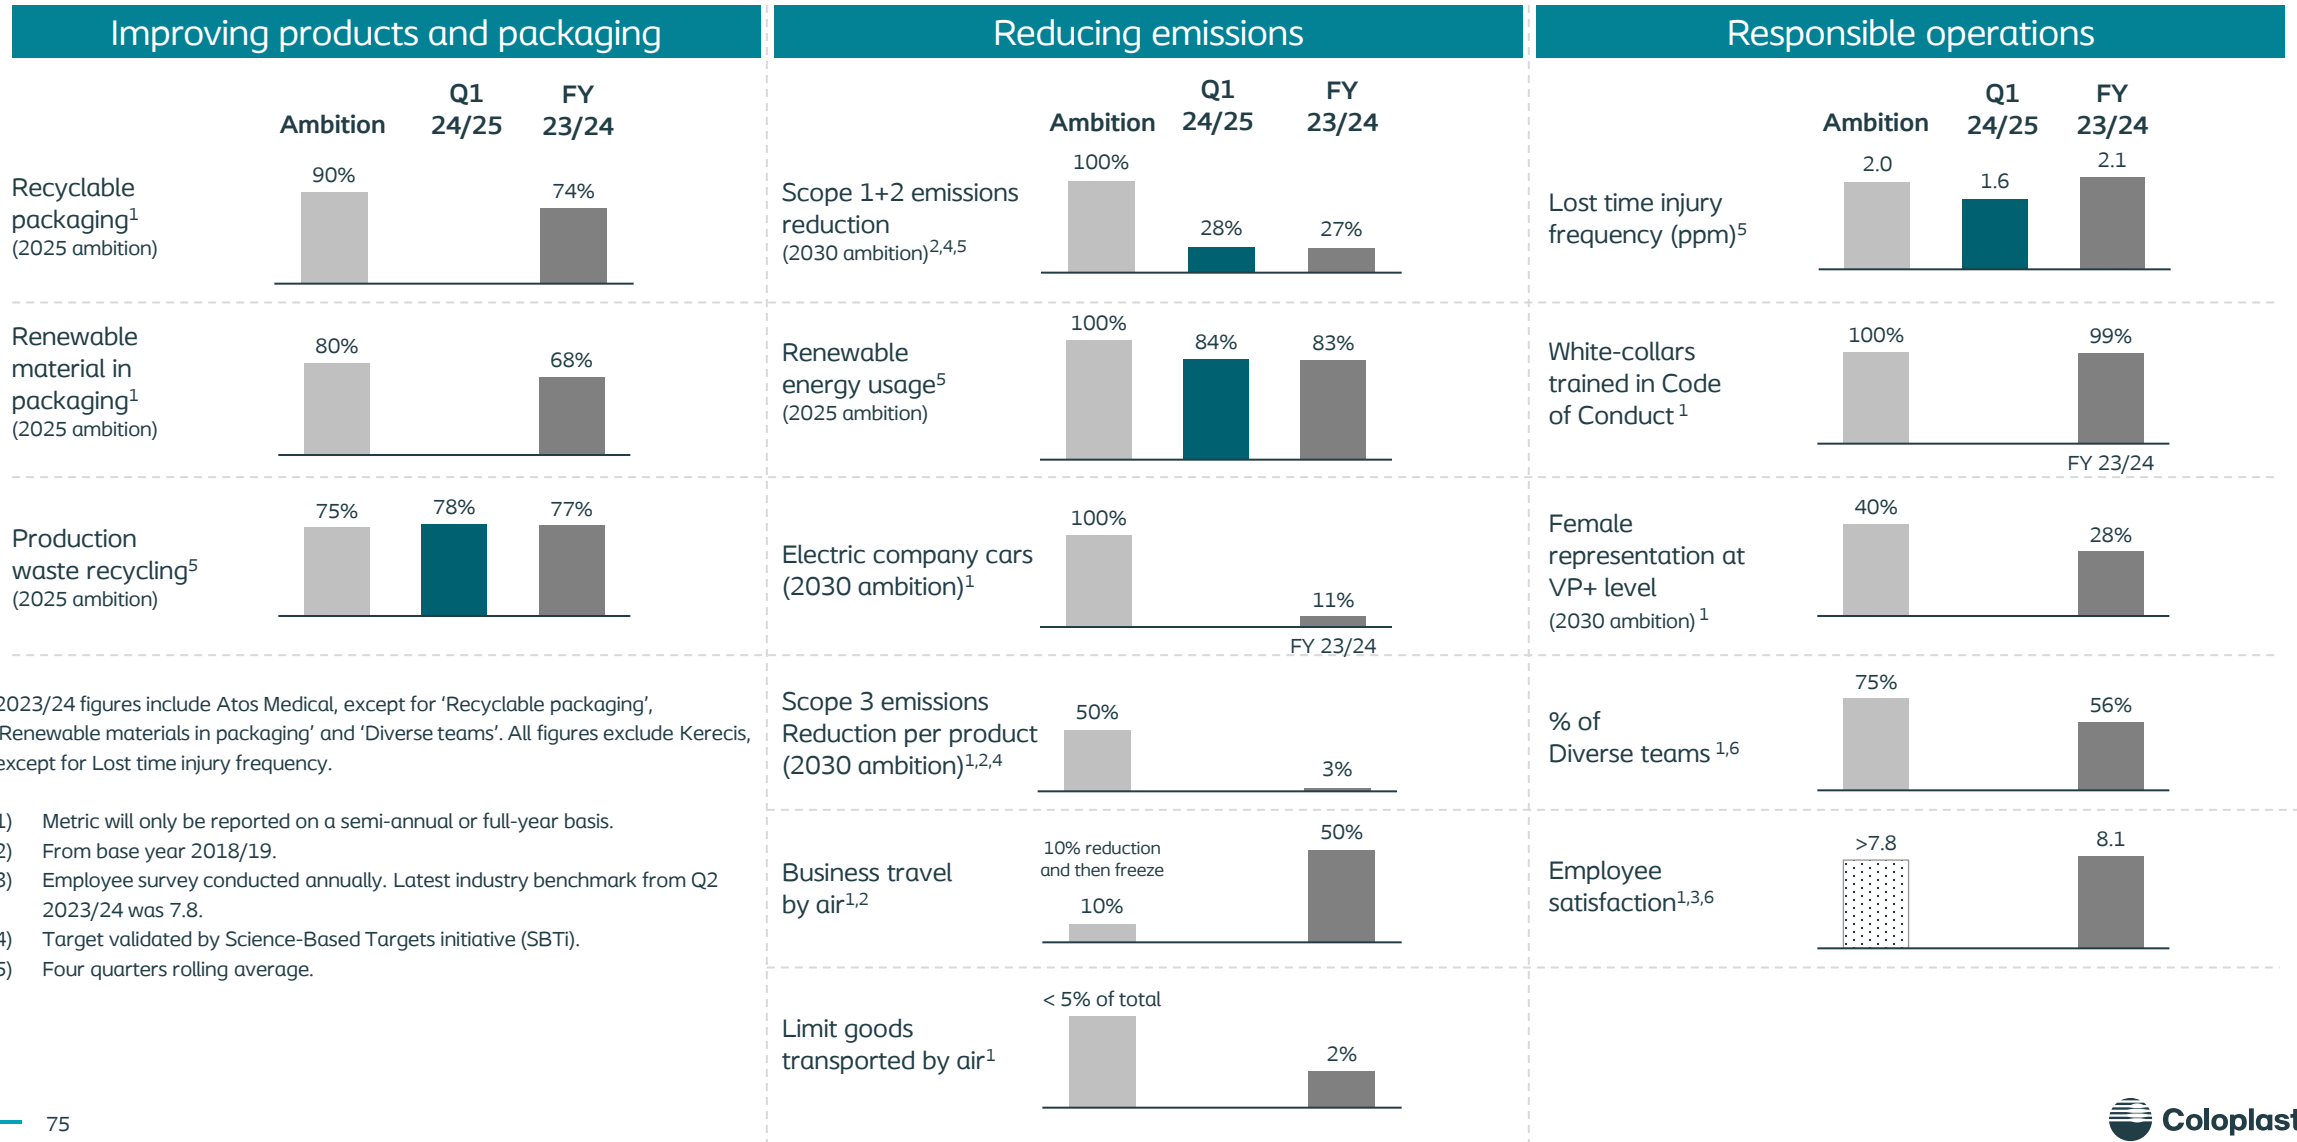 Improving products and packaging
Ambition
Q1
24/25
FY
23/24
Recyclable
packaging1
(2025 ambition)
90%
74%
Renewable
material in
packaging1
(2025 ambition)
80%
68%
Production
waste recycling5
(2025 ambition)
75%
78%
77%
2023/24 figures include Atos Medical, except for ‘Recyclable packaging’,
Renewable materials in packaging’ and ‘Diverse teams’. All figures exclude Kerecis,
except for Lost time injury frequency.
1) Metric will only be reported on a semi-annual or full-year basis.
2) From base year 2018/19.
3) Employee survey conducted annually. Latest industry benchmark from Q2
2023/24 was 7.8.
4) Target validated by Science-Based Targets initiative (SBTi).
5) Four quarters rolling average.
Reducing emissions
Ambition
Q1
24/25
FY
23/24
Scope 1+2 emissions
reduction
(2030 ambition)2,4,5
100%
28%
27%
Renewable
energy usage5
(2025 ambition)
100%
84%
83%
Electric company cars
(2030 ambition)1
100%
11%
FY 23/24
Scope 3 emissions
Reduction per product
(2030 ambition)1,2,4
50%
3%
Business travel
by air1,2
10% reduction
and then freeze
10%
50%
Limit goods
transported by air1
< 5% of total
2%
Responsible operations
Ambition
Q1
24/25
FY
23/24
Lost time injury
frequency (ppm)5
2.0
1.6
2.1
White-collars
trained in Code
of Conduct 1
100%
99%
FY 23/24
Female
representation at
VP+ level
(2030 ambition) 1
40%
28%
% of
Diverse teams 1,6
75%
56%
Employee
satisfaction1,3,6
>7.8
8.1
75
Coloplast